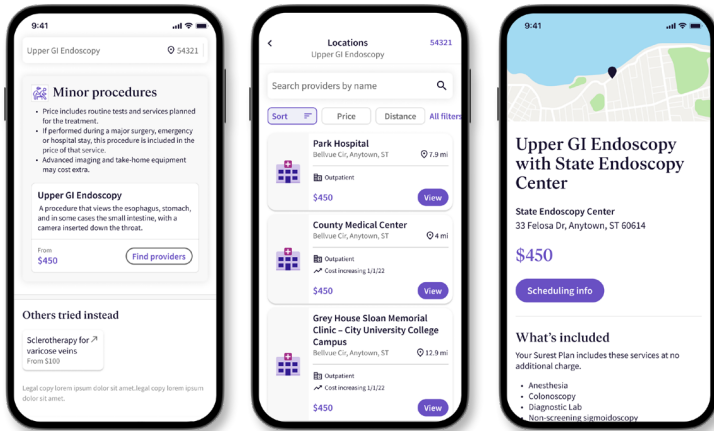 9:41
Upper GI Endoscopy
54321
Minor procedures
• Price includes routine tests and services planned
for the treatment.
• If performed during a major surgery, emergency
or hospital stay, this procedure is included in the
price of that service.
• Advanced imaging and take-home equipment
may cost extra.
Upper GI Endoscopy
A procedure that views the esophagus, stomach,
and in some cases the small intestine, with a
camera inserted down the throat.
From
$450
Find providers
Others tried instead
Sclerotherapy for
varicose veins
From $100
Legal copy lorem ipsum dolor sit amet,legal copy lorem ipsum
dolor sit amet.
9:41
Locations
54321
Upper GI Endoscopy
Search providers by name
Sort
Price
Distance
All filters
Park Hospital
Bellvue Cir, Anytown, ST
7.9 mi
Outpatient
$450
View
County Medical Center
Bellvue Cir, Anytown, ST
4 mi
Outpatient
Cost increasing 1/1/22
$450
View
Grey House Sloan Memorial
Clinic – City University College
Campus
Bellvue Cir, Anytown, ST
12.9 mi
Outpatient
Cost increasing 1/1/22
$450
View
9:41
Upper GI Endoscopy
with State Endoscopy
Center
State Endoscopy Center
33 Felosa Dr, Anytown, ST 60614
$450
Scheduling info
What's included
Your Surest Plan includes these services at no
additional charge.
• Anesthesia
• Colonoscopy
• Diagnostic Lab
• Non-screening sigmoidoscopy